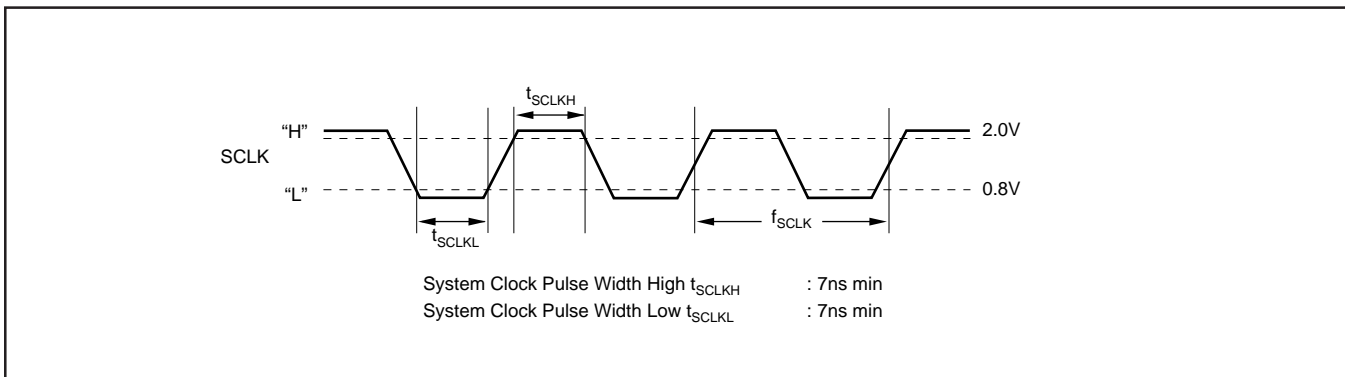 tSCLKH
“H”
2.0V
SCLK
“L”
0.8V
fSCLK
tSCLKL
System Clock Pulse Width High tSCLKH : 7ns min
System Clock Pulse Width Low tSCLKL : 7ns min